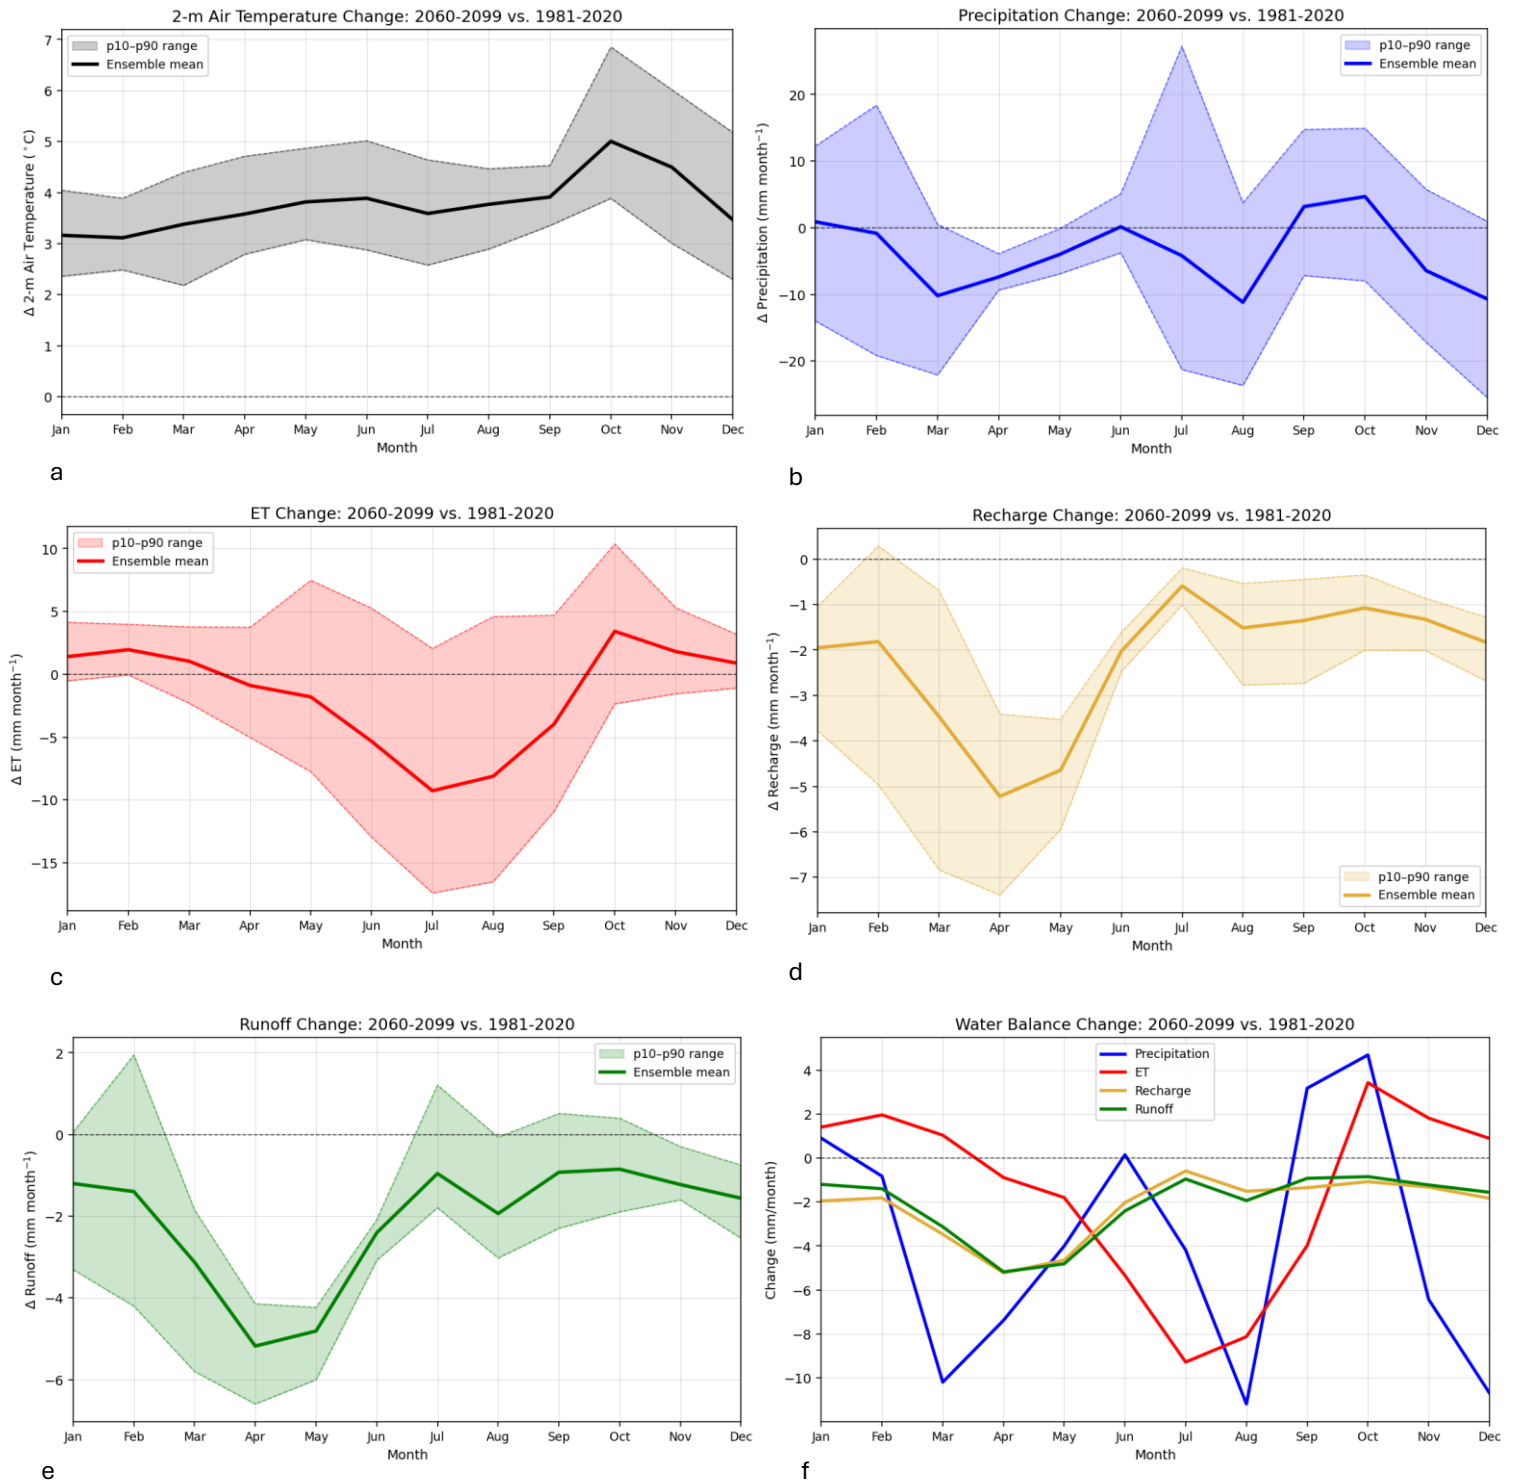 2-m Air Temperature Change: 2060-2099 vs. 1981-2020
p10–p90 range
Ensemble mean
Δ 2-m Air Temperature (°C)
7
6
5
4
3
2
1
0
Jan Feb Mar Apr May Jun Jul Aug Sep Oct Nov Dec
Month
a
Precipitation Change: 2060-2099 vs. 1981-2020
p10–p90 range
Ensemble mean
Δ Precipitation (mm month⁻¹)
20
10
0
−10
−20
Jan Feb Mar Apr May Jun Jul Aug Sep Oct Nov Dec
Month
b
ET Change: 2060-2099 vs. 1981-2020
p10–p90 range
Ensemble mean
Δ ET (mm month⁻¹)
10
5
0
−5
−10
−15
Jan Feb Mar Apr May Jun Jul Aug Sep Oct Nov Dec
Month
c
Recharge Change: 2060-2099 vs. 1981-2020
Δ Recharge (mm month⁻¹)
0
−1
−2
−3
−4
−5
−6
−7
p10–p90 range
Ensemble mean
Jan Feb Mar Apr May Jun Jul Aug Sep Oct Nov Dec
Month
d
Runoff Change: 2060-2099 vs. 1981-2020
p10–p90 range
Ensemble mean
Δ Runoff (mm month⁻¹)
2
0
−2
−4
−6
Jan Feb Mar Apr May Jun Jul Aug Sep Oct Nov Dec
Month
e
Water Balance Change: 2060-2099 vs. 1981-2020
Precipitation
ET
Recharge
Runoff
Change (mm/month)
4
2
0
−2
−4
−6
−8
−10
Jan Feb Mar Apr May Jun Jul Aug Sep Oct Nov Dec
Month
f